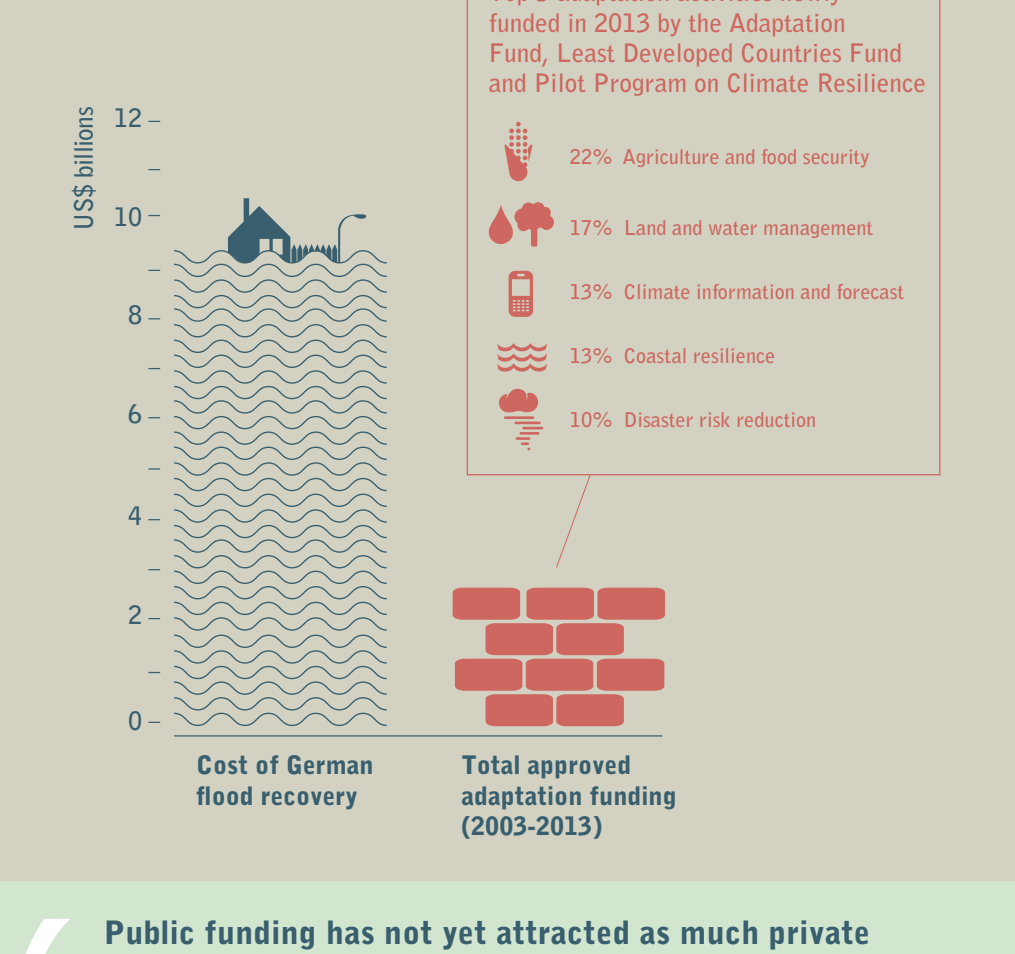 funded in 2013 by the Adaptation
Fund, Least Developed Countries Fund
and Pilot Program on Climate Resilience
US$ billions
12
10
8
6
4
2
0
22% Agriculture and food security
17% Land and water management
13% Climate information and forecast
13% Coastal resilience
10% Disaster risk reduction
Cost of German
flood recovery
Total approved
adaptation funding
(2003-2013)
Public funding has not yet attracted as much private